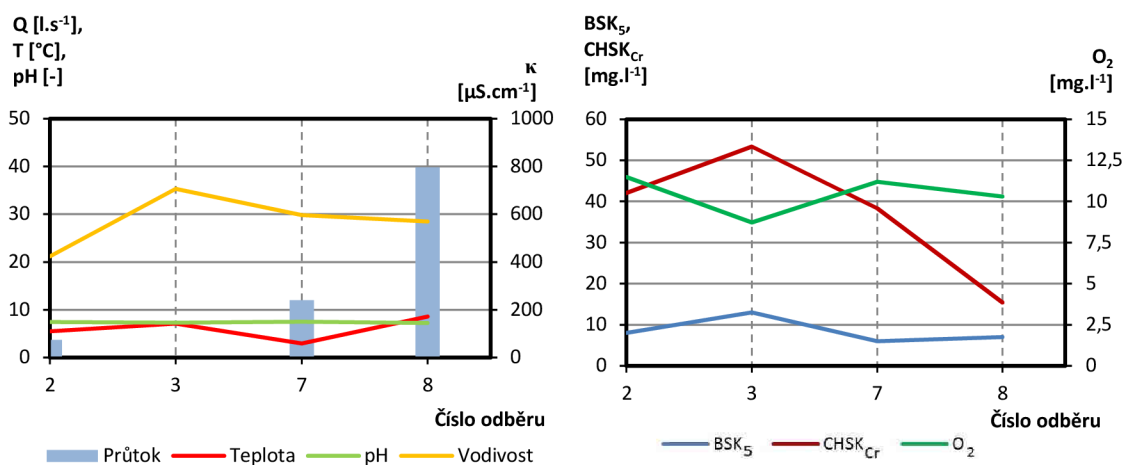 Q [l.s⁻¹],
T [°C],
pH [-]
κ
[µS.cm⁻¹]
50
40
30
20
10
0
1000
800
600
400
200
0
2 3 7 8
Číslo odběru
Průtok Teplota pH Vodivost
BSK₅,
CHSK_Cr
[mg.l⁻¹]
O₂
[mg.l⁻¹]
60
50
40
30
20
10
0
15
12,5
10
7,5
5
2,5
0
2 3 7 8
Číslo odběru
BSK₅ CHSK_Cr O₂